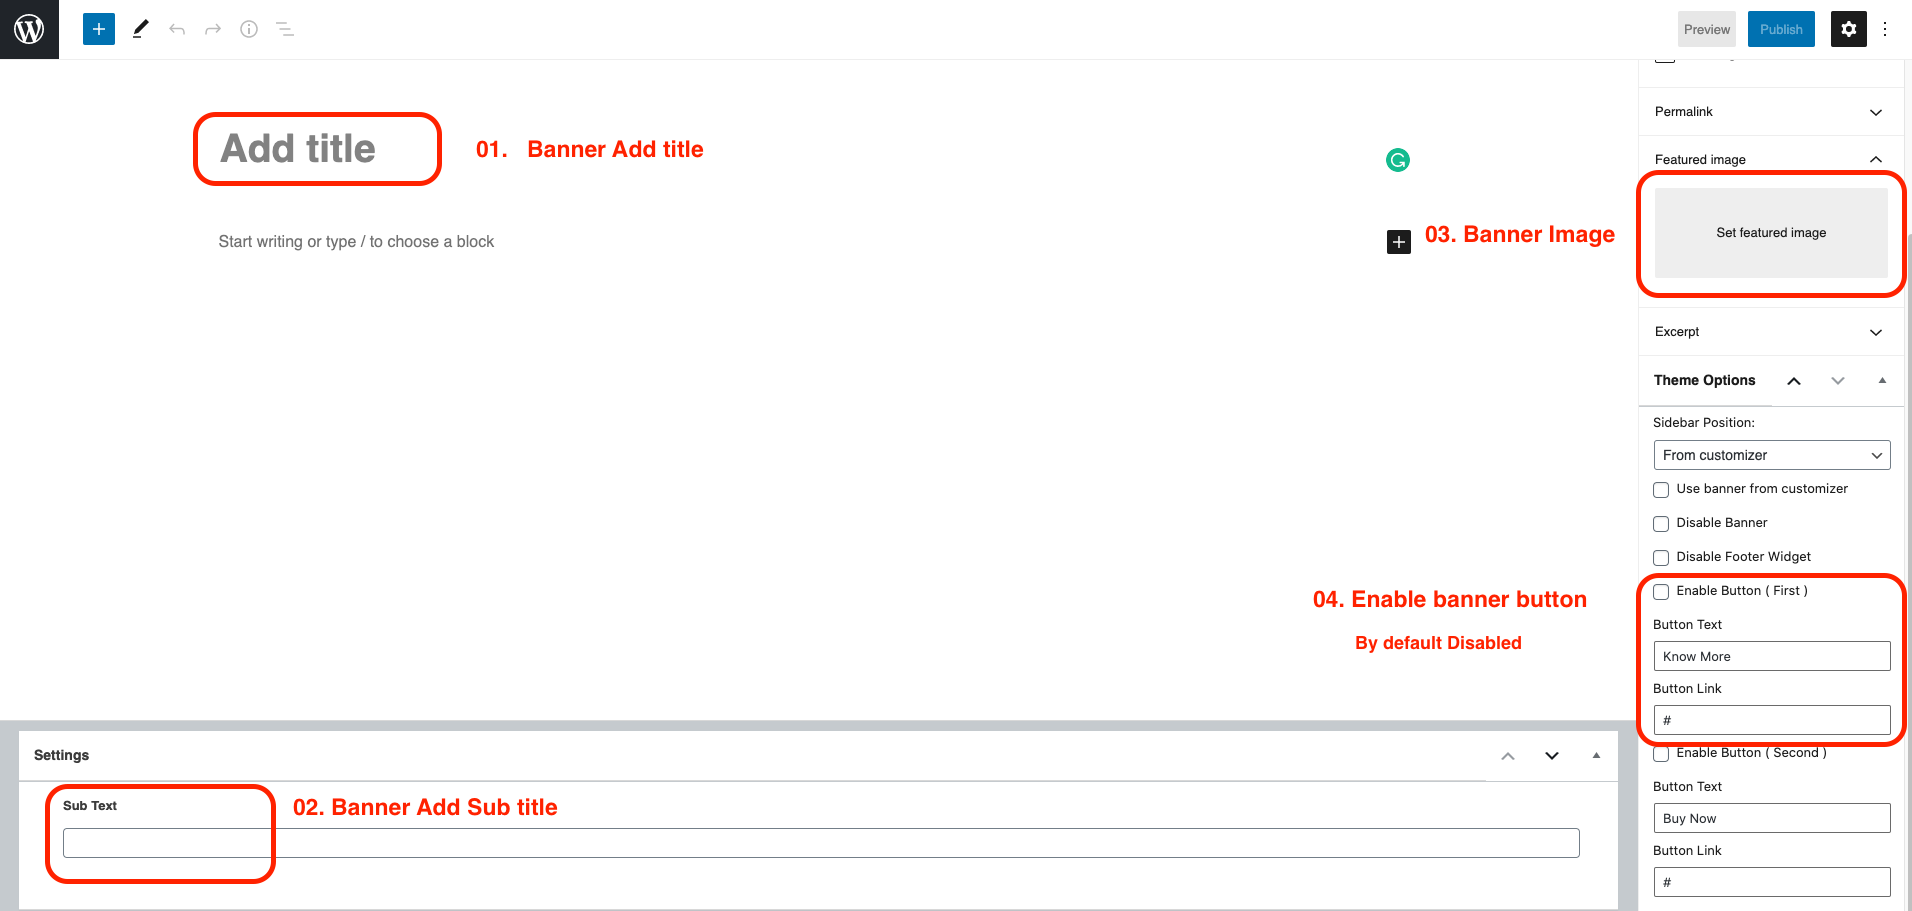 Preview
Publish
Add title
01. Banner Add title
Start writing or type / to choose a block
03. Banner Image
04. Enable banner button
By default Disabled
Settings
Sub Text
02. Banner Add Sub title
Permalink
Featured image
Set featured image
Excerpt
Theme Options
Sidebar Position:
From customizer
Use banner from customizer
Disable Banner
Disable Footer Widget
Enable Button ( First )
Button Text
Know More
Button Link
#
Enable Button ( Second )
Button Text
Buy Now
Button Link
#